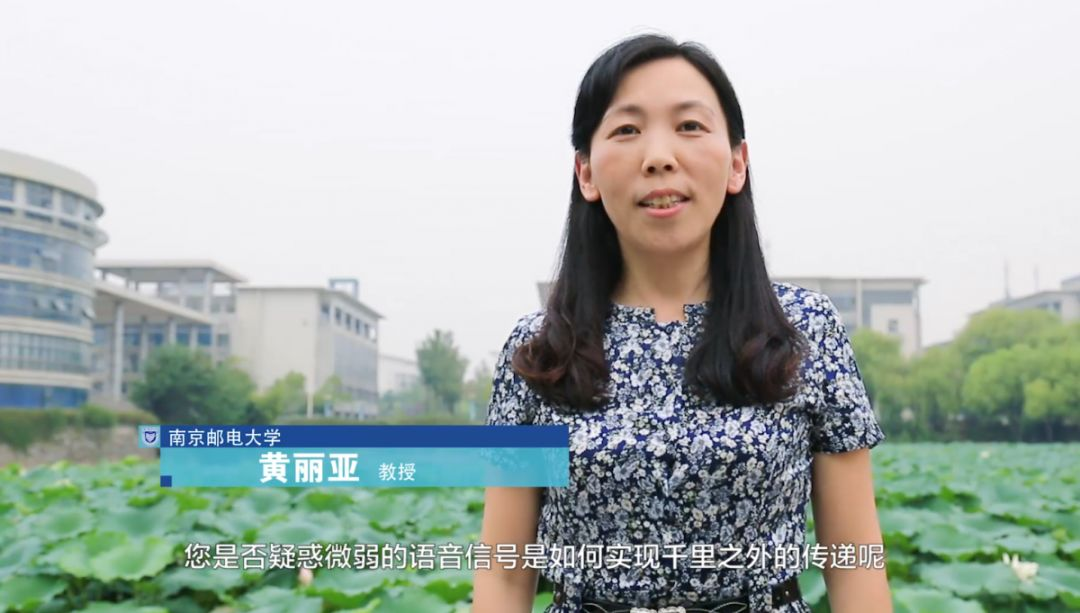 南京邮电大学
黄丽亚 教授
您是否疑惑微弱的语音信号是如何实现千里之外的传递呢